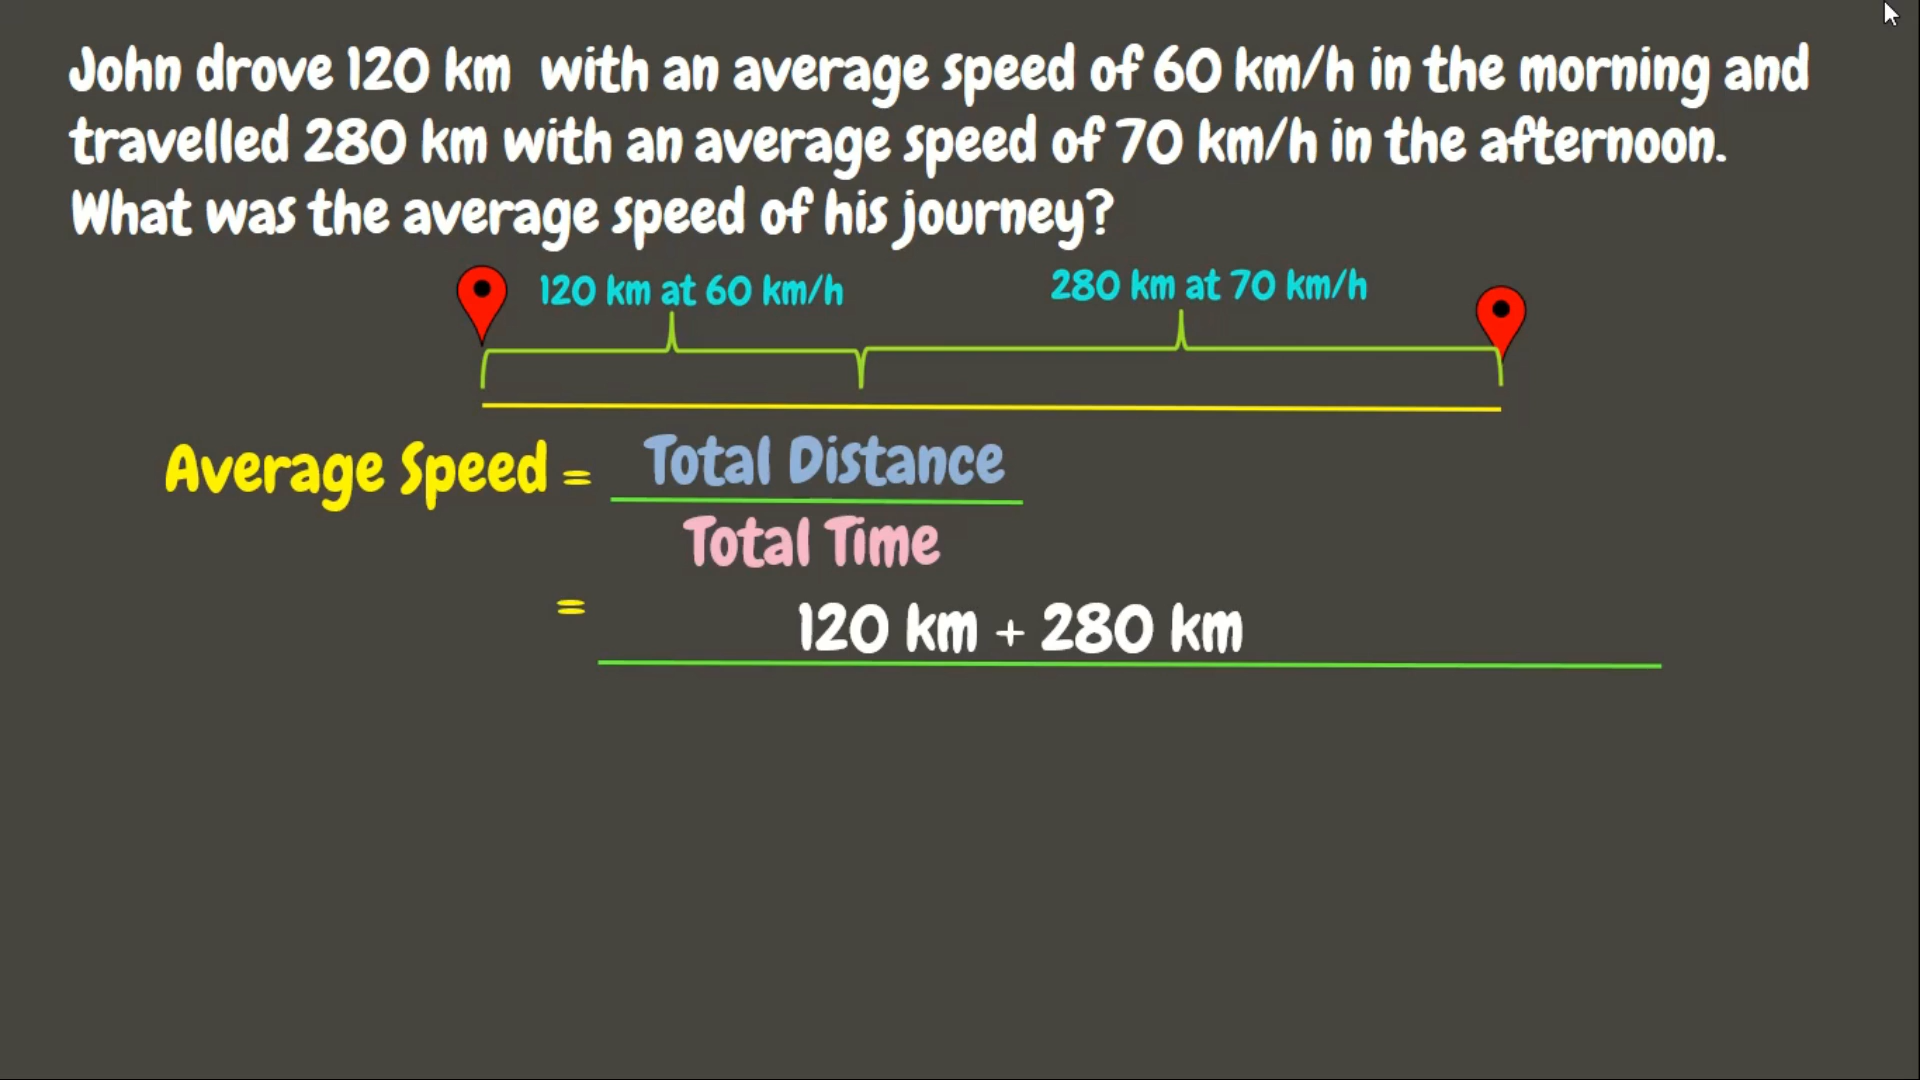 John drove 120 km with an average speed of 60 km/h in the morning and
travelled 280 km with an average speed of 70 km/h in the afternoon.
What was the average speed of his journey?
120 km at 60 km/h
280 km at 70 km/h
Average Speed = Total Distance
Total Time
= 120 km + 280 km